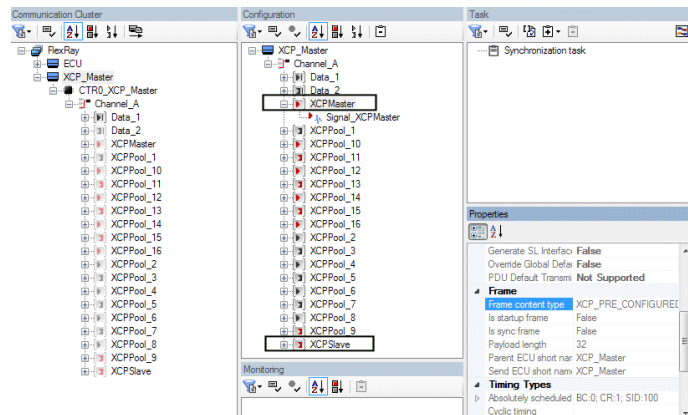 Communication Cluster
FlexRay
ECU
XCP_Master
CTR0_XCP_Master
Channel_A
Data_1
Data_2
XCPMaster
XCPPool_1
XCPPool_10
XCPPool_11
XCPPool_12
XCPPool_13
XCPPool_14
XCPPool_15
XCPPool_16
XCPPool_2
XCPPool_3
XCPPool_4
XCPPool_5
XCPPool_6
XCPPool_7
XCPPool_8
XCPPool_9
XCPSlave
Configuration
XCP_Master
Channel_A
Data_1
Data_2
XCPMaster
Signal_XCPMaster
XCPPool_1
XCPPool_10
XCPPool_11
XCPPool_12
XCPPool_13
XCPPool_14
XCPPool_15
XCPPool_16
XCPPool_2
XCPPool_3
XCPPool_4
XCPPool_5
XCPPool_6
XCPPool_7
XCPPool_8
XCPPool_9
XCPSlave
Monitoring
Task
Synchronization task
Properties
Generate SL Interfac False
Override Global Defa False
PDU Default Transmi Not Supported
Frame
Frame content type XCP_PRE_CONFIGURED
Is startup frame False
Is sync frame False
Payload length 32
Parent ECU short nar XCP_Master
Send ECU short nam XCP_Master
Timing Types
Absolutely scheduled BC:0; CR:1; SID:100
Cyclic timing